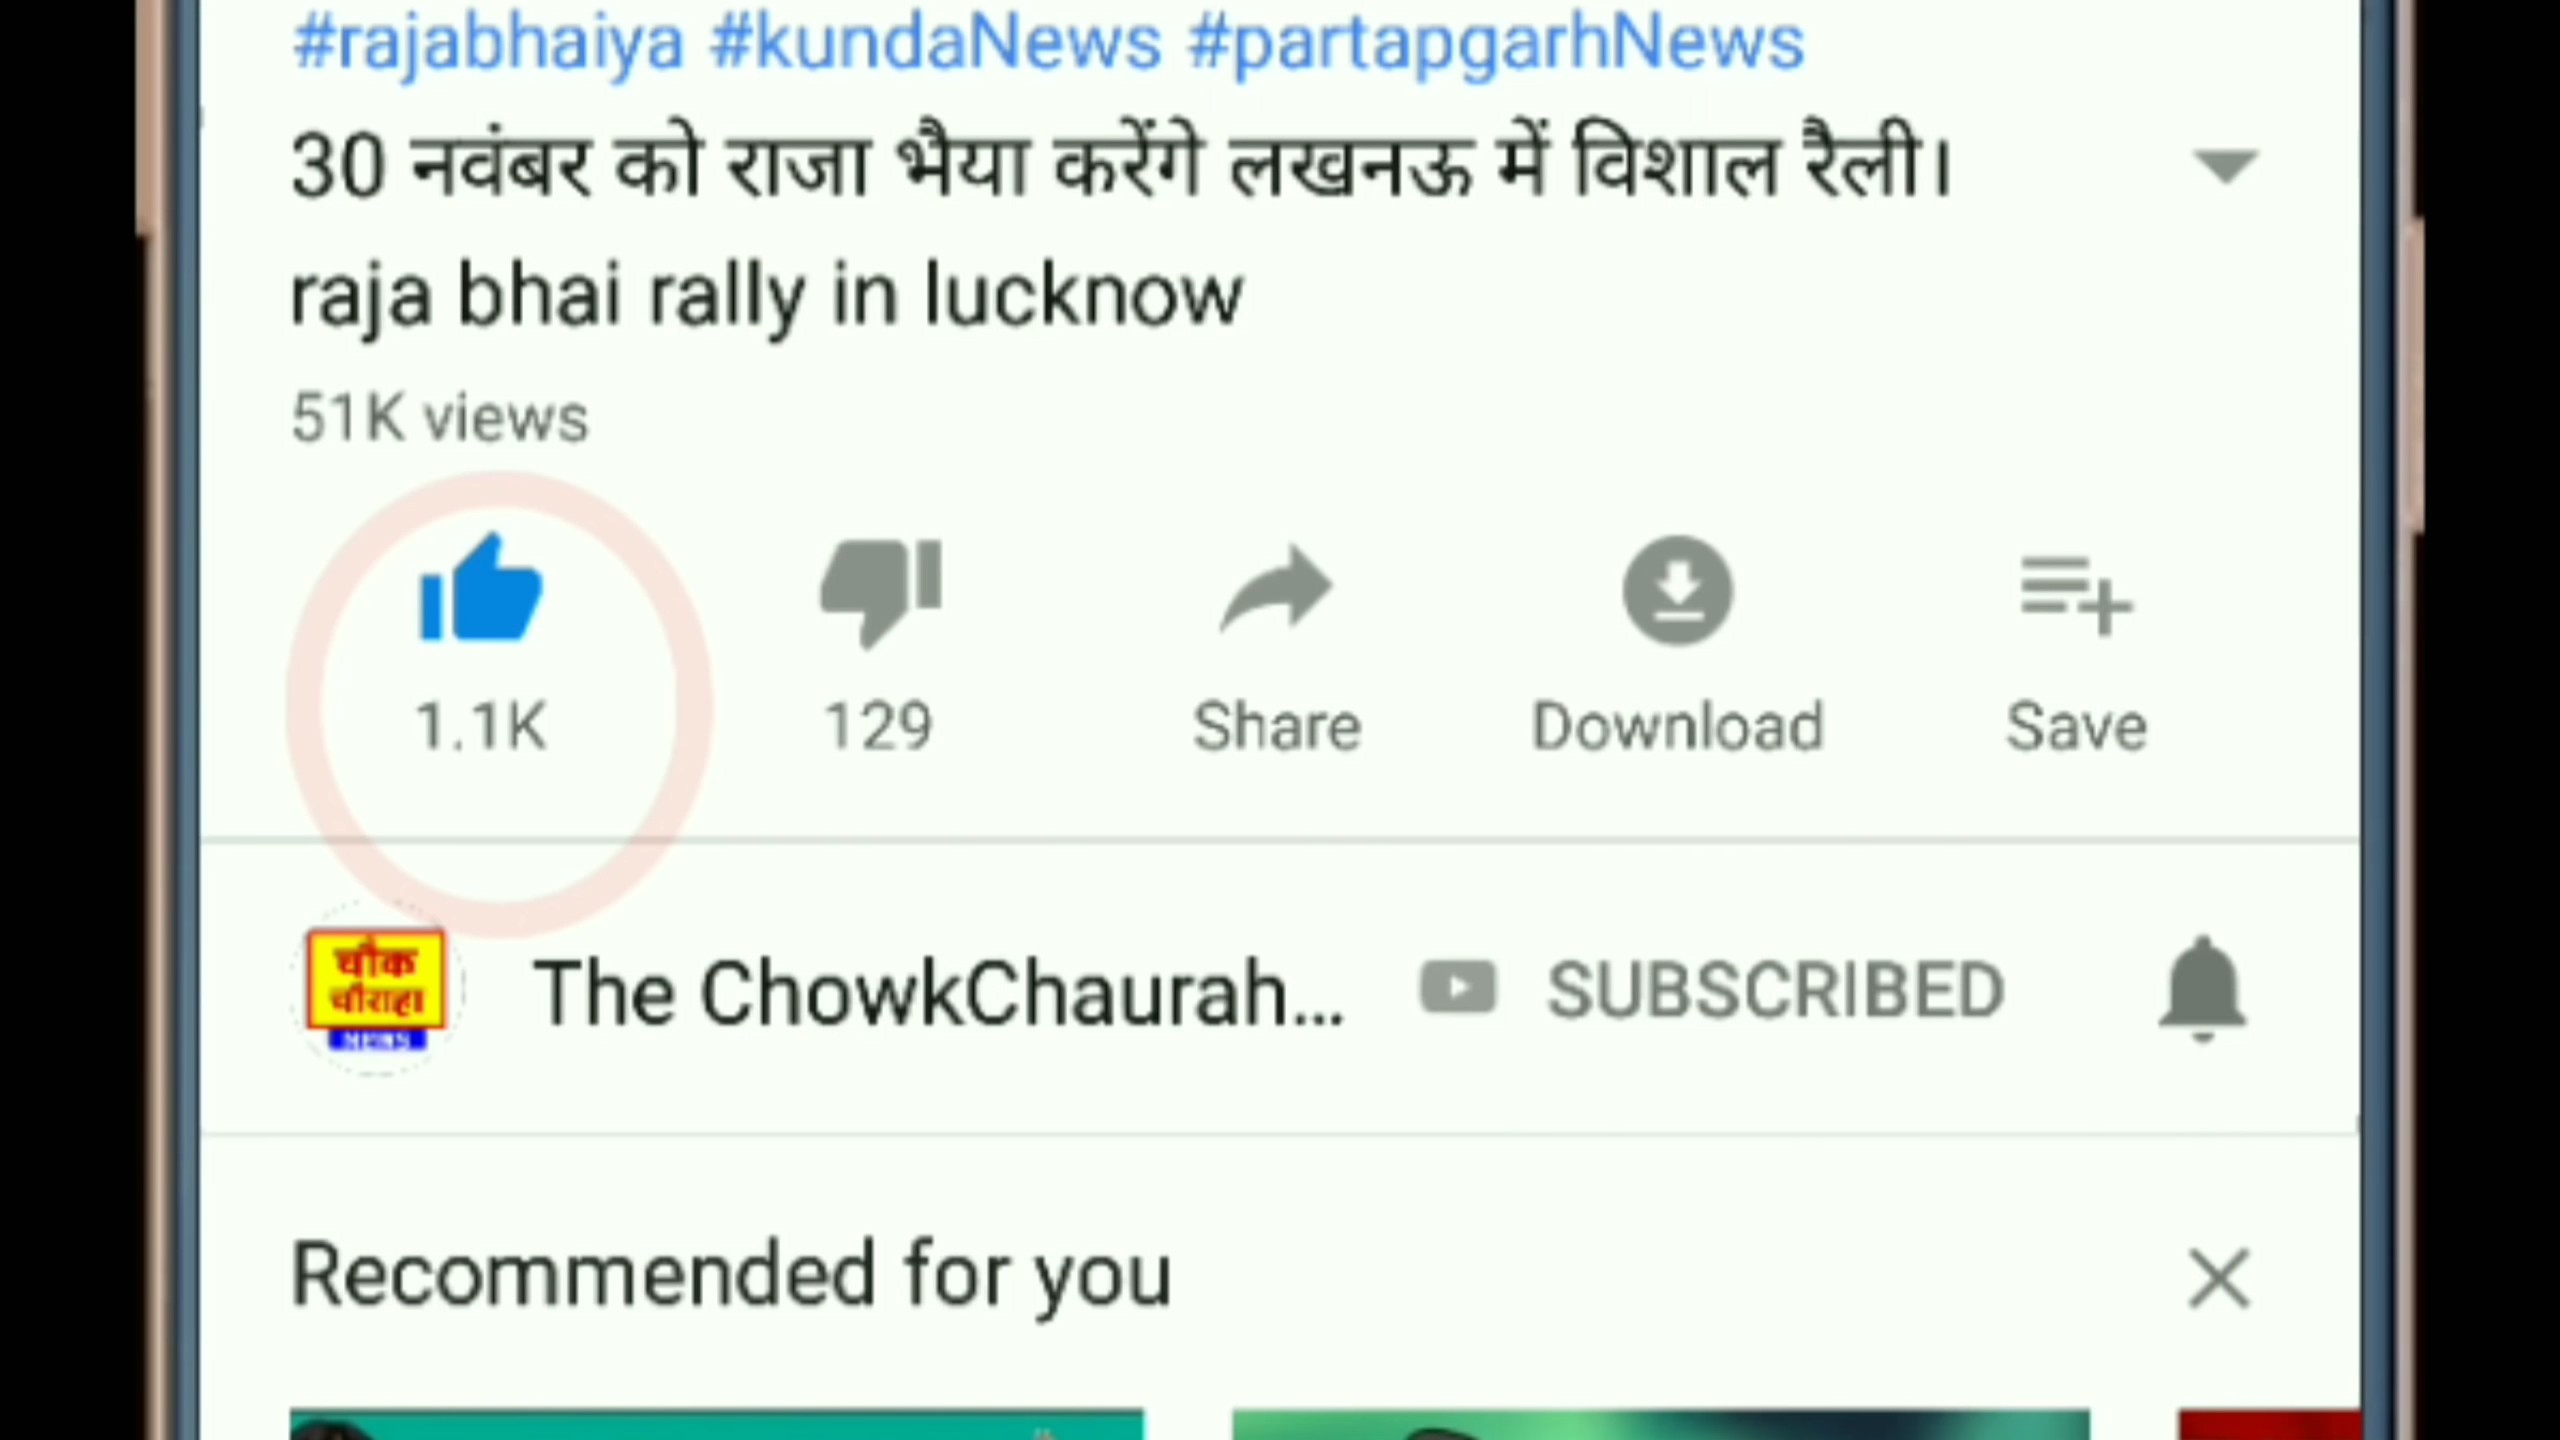 #rajabhaiya #kundaNews #partapgarhNews
30 नवंबर को राजा भैया करेंगे लखनऊ में विशाल रैली।
raja bhai rally in lucknow
51K views
1.1K 129 Share Download Save
चौक
चौराहा
NEWS
The ChowkChaurah... SUBSCRIBED
Recommended for you